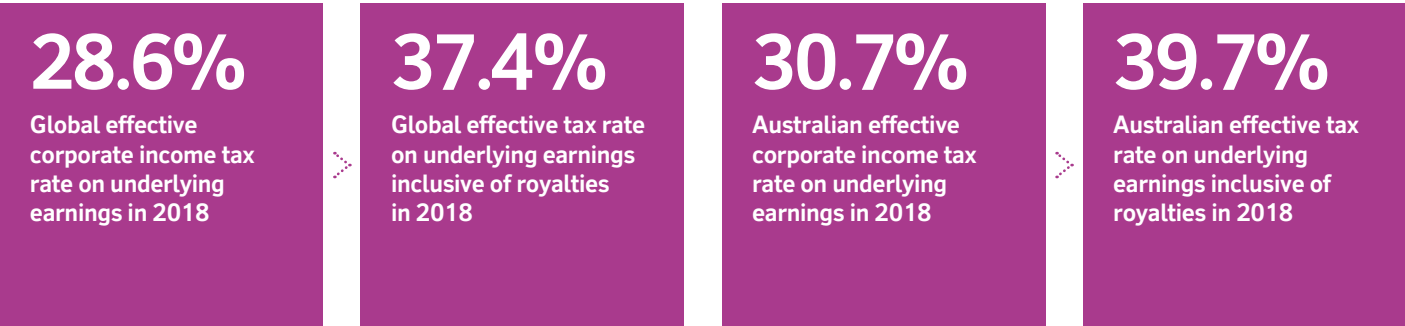 28.6%
Global effective
corporate income tax
rate on underlying
earnings in 2018
37.4%
Global effective tax rate
on underlying earnings
inclusive of royalties
in 2018
30.7%
Australian effective
corporate income tax
rate on underlying
earnings in 2018
39.7%
Australian effective tax
rate on underlying
earnings inclusive of
royalties in 2018